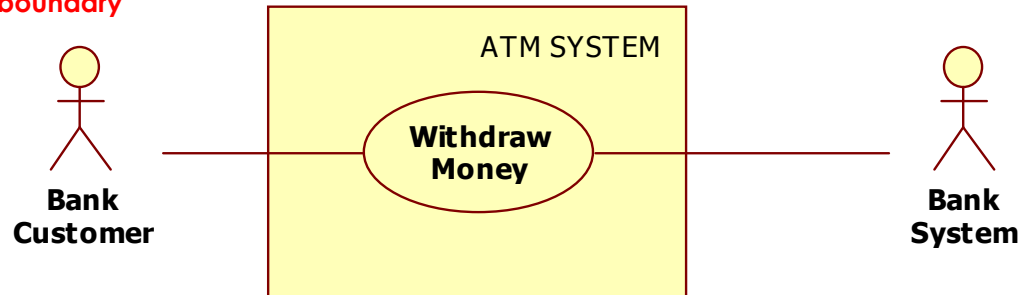 boundary
ATM SYSTEM
Withdraw
Money
Bank
Customer
Bank
System